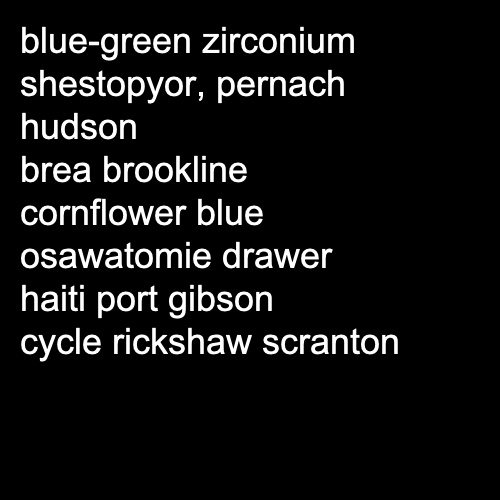 blue-green zirconium
shestopyor, pernach
hudson
brea brookline
cornflower blue
osawatomie drawer
haiti port gibson
cycle rickshaw scranton